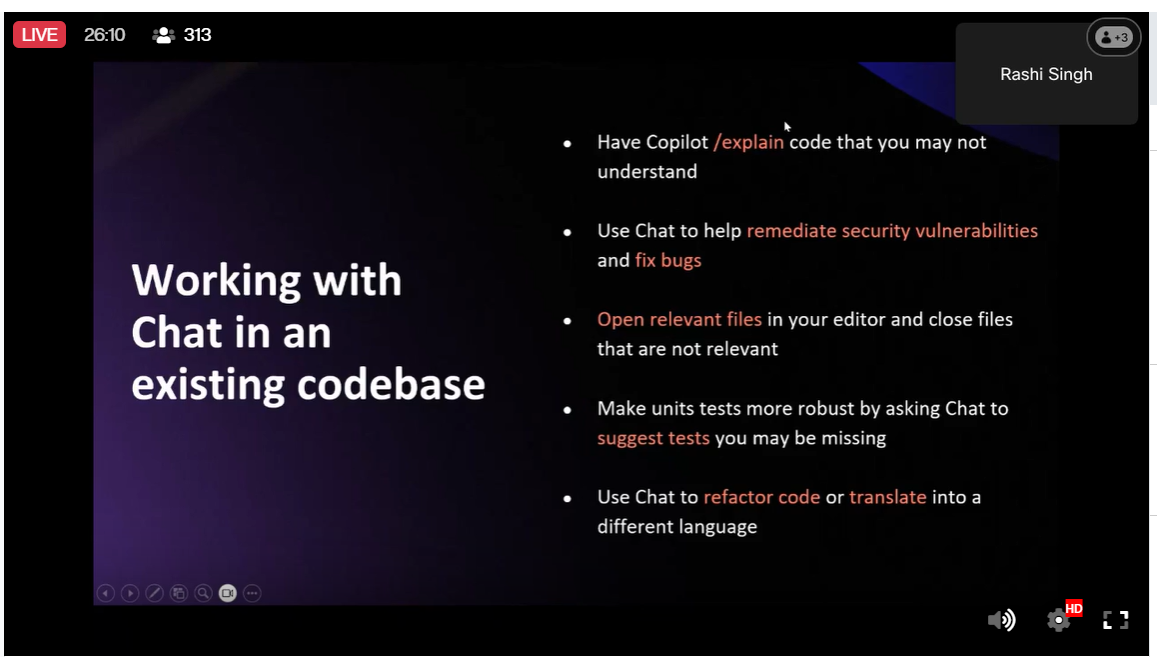 LIVE 26:10 313
+3
Rashi Singh
Working with
Chat in an
existing codebase
• Have Copilot /explain code that you may not
understand
• Use Chat to help remediate security vulnerabilities
and fix bugs
• Open relevant files in your editor and close files
that are not relevant
• Make units tests more robust by asking Chat to
suggest tests you may be missing
• Use Chat to refactor code or translate into a
different language
HD